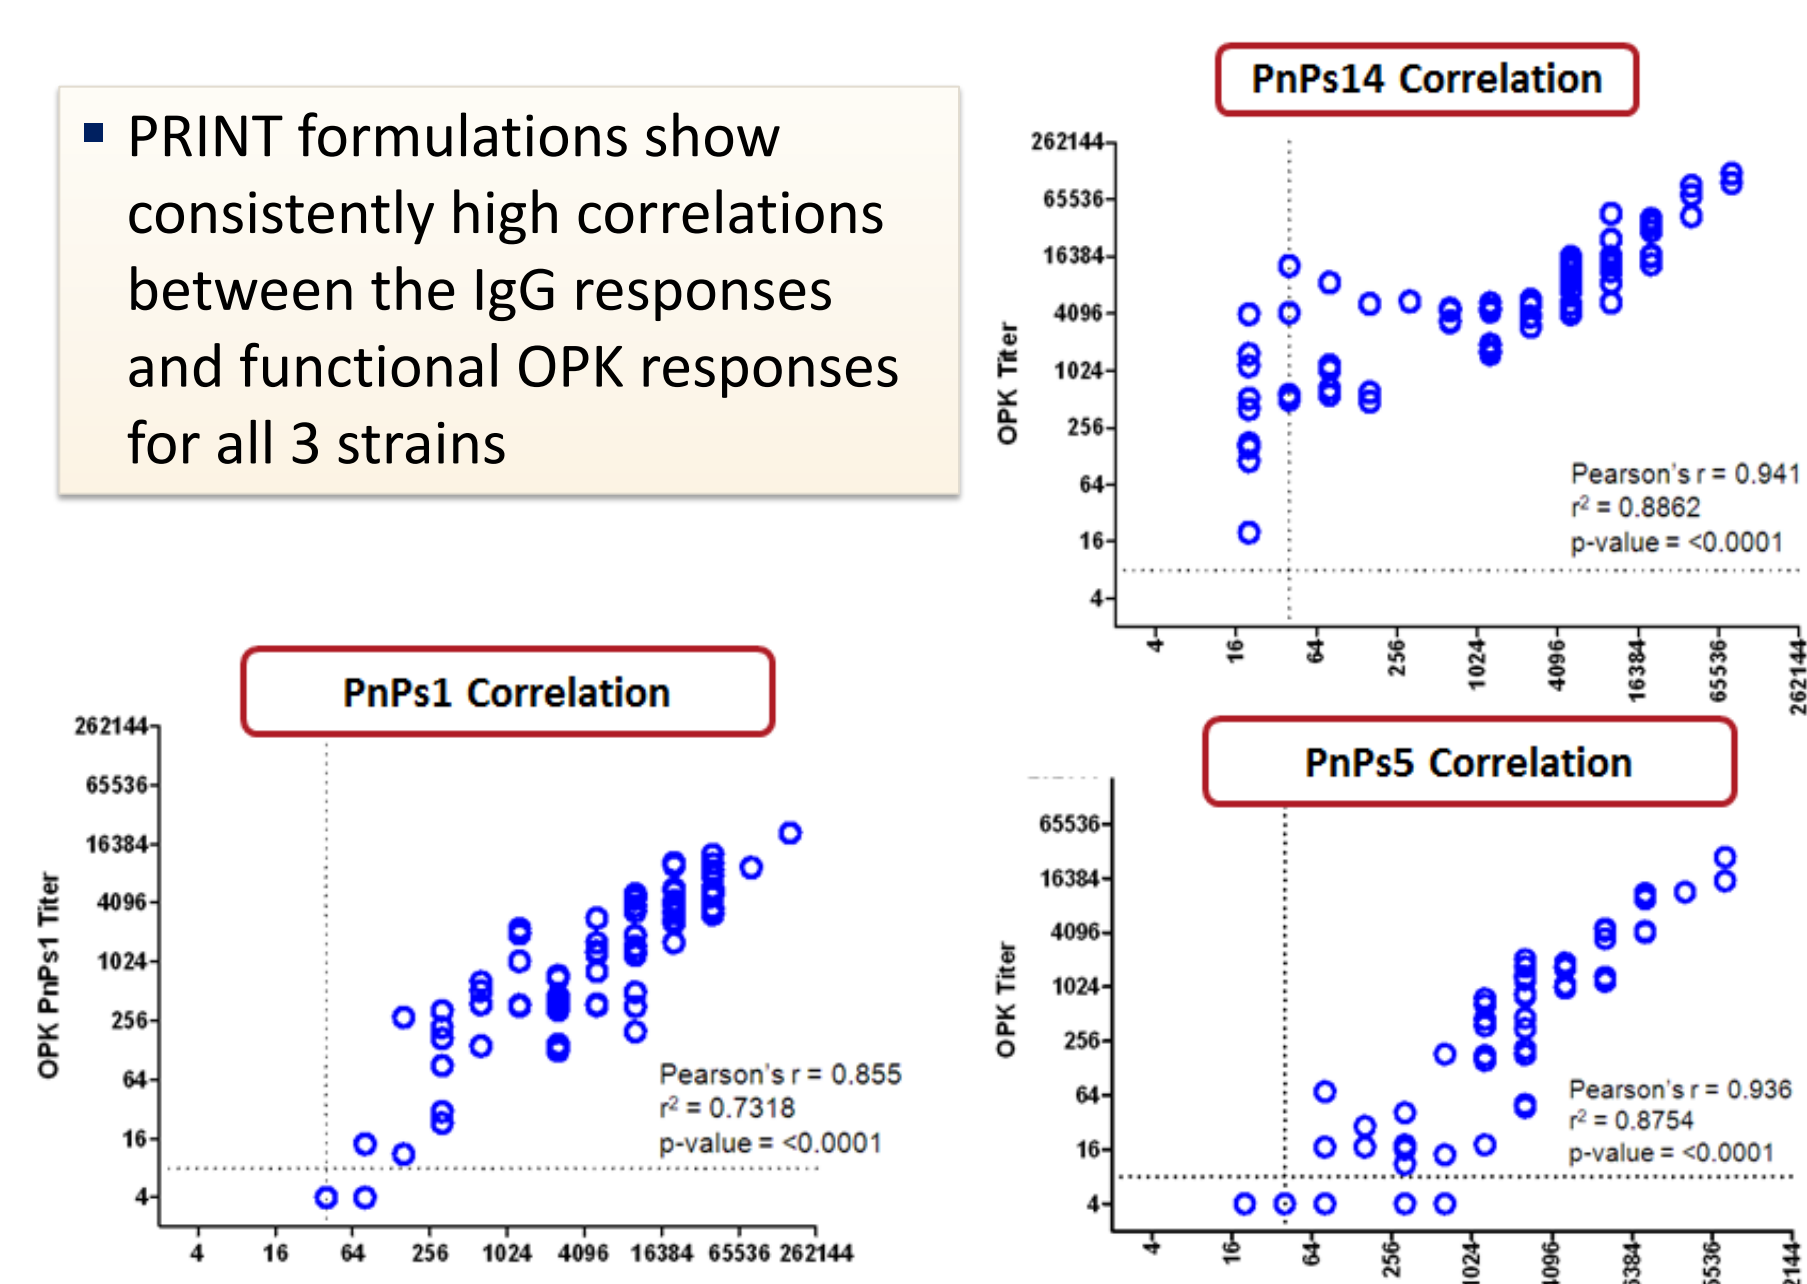 ▪ PRINT formulations show
consistently high correlations
between the IgG responses
and functional OPK responses
for all 3 strains
PnPs14 Correlation
262144
65536
16384
4096
1024
256
64
16
4
OPK Titer
Pearson's r = 0.941
r² = 0.8862
p-value = <0.0001
4 16 64 256 1024 4096 16384 65536 262144
PnPs1 Correlation
262144
65536
16384
4096
1024
256
64
16
4
OPK PnPs1 Titer
Pearson's r = 0.855
r² = 0.7318
p-value = <0.0001
4 16 64 256 1024 4096 16384 65536 262144
PnPs5 Correlation
65536
16384
4096
1024
256
64
16
4
OPK Titer
Pearson's r = 0.936
r² = 0.8754
p-value = <0.0001
4 16 64 256 1024